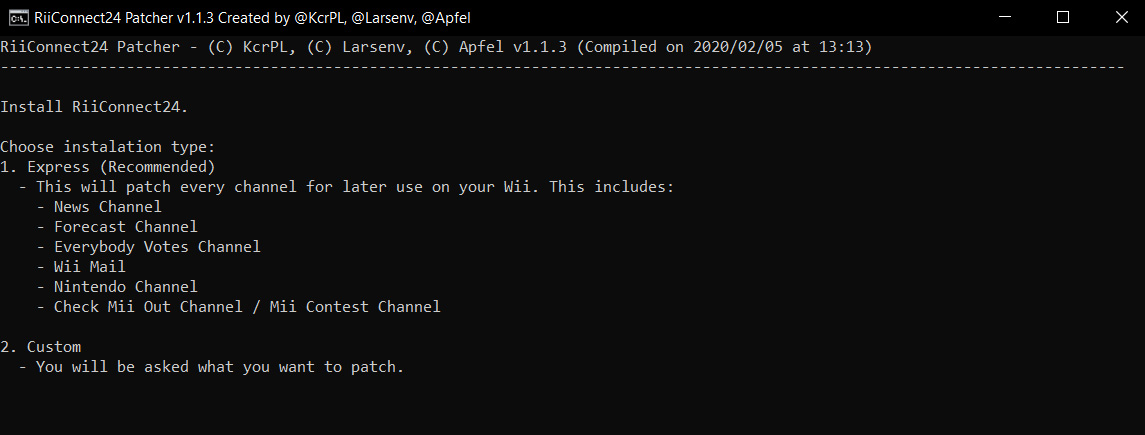 RiiConnect24 Patcher v1.1.3 Created by @KcrPL, @Larsenv, @Apfel
RiiConnect24 Patcher - (C) KcrPL, (C) Larsenv, (C) Apfel v1.1.3 (Compiled on 2020/02/05 at 13:13)
-----------------------------------------------------------------------------------------------------------------------------
Install RiiConnect24.
Choose instalation type:
1. Express (Recommended)
- This will patch every channel for later use on your Wii. This includes:
- News Channel
- Forecast Channel
- Everybody Votes Channel
- Wii Mail
- Nintendo Channel
- Check Mii Out Channel / Mii Contest Channel
2. Custom
- You will be asked what you want to patch.